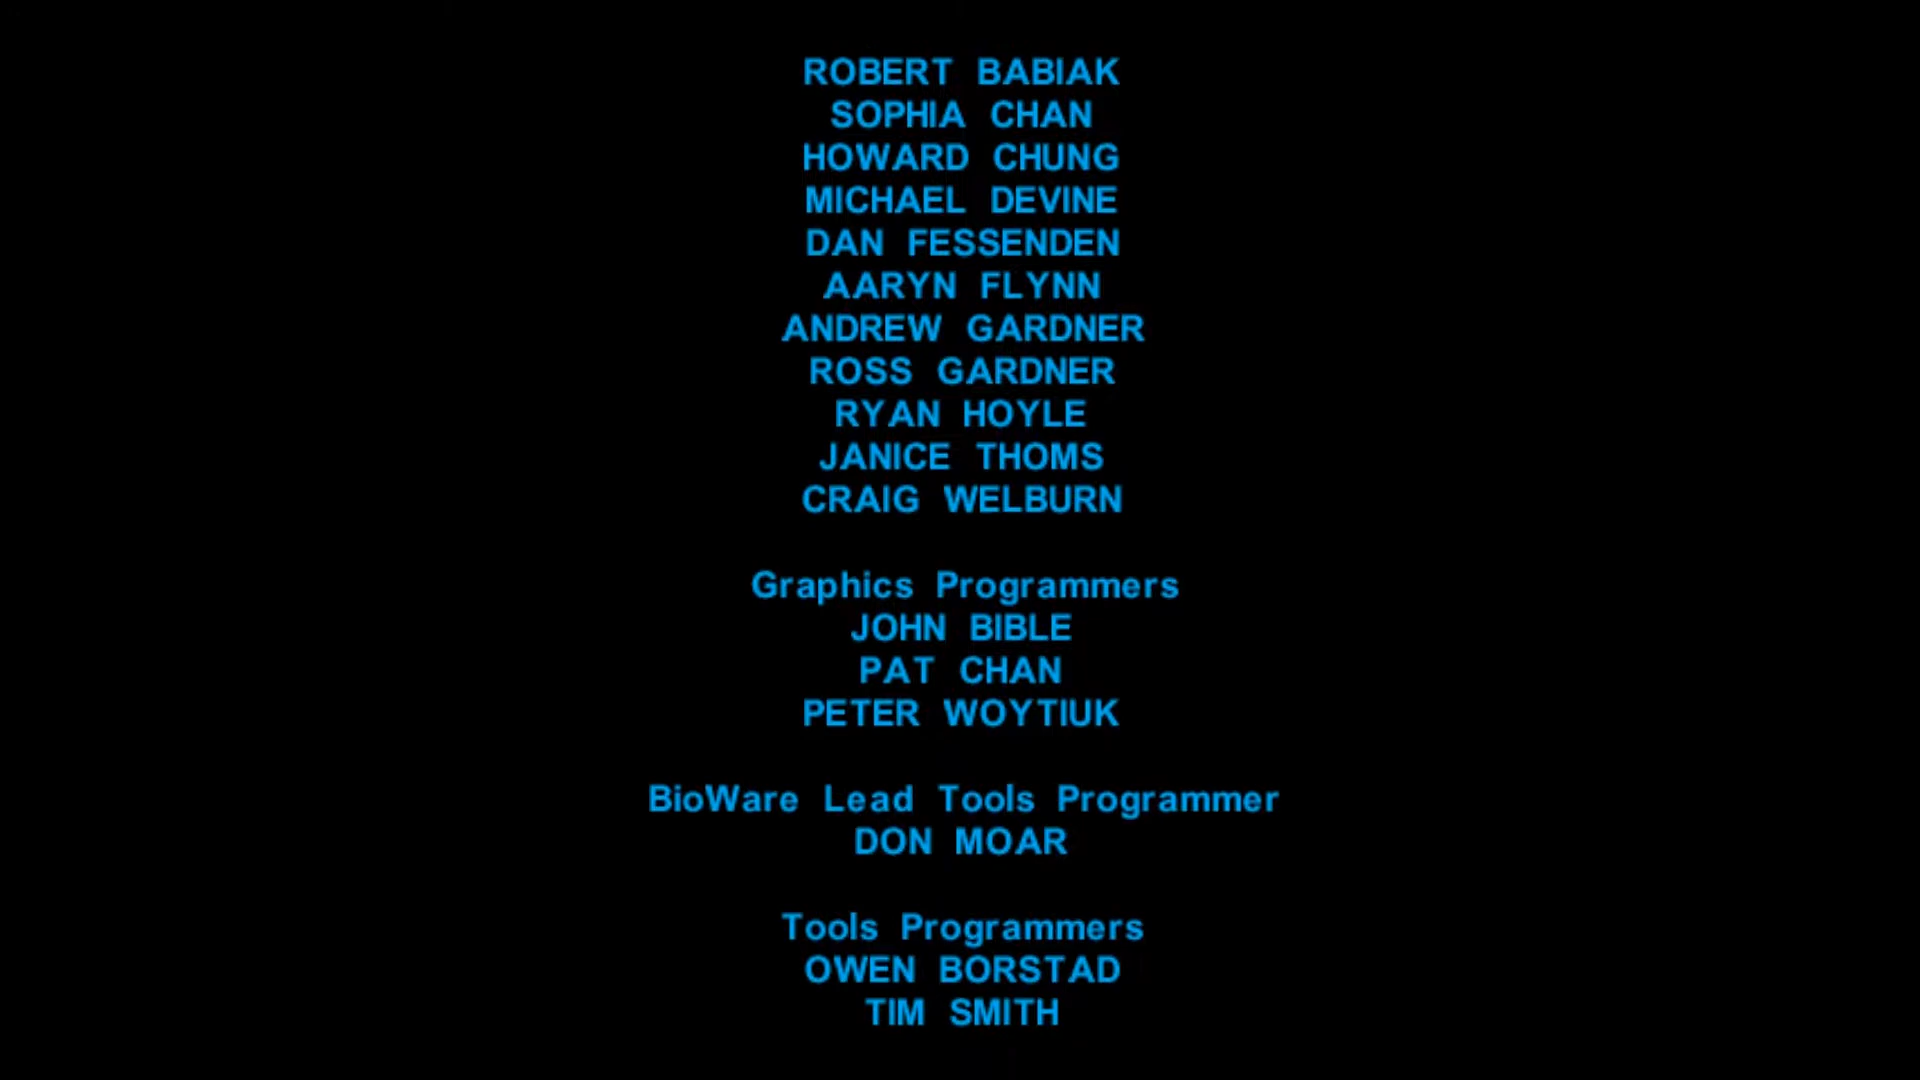 ROBERT BABIAK
SOPHIA CHAN
HOWARD CHUNG
MICHAEL DEVINE
DAN FESSENDEN
AARYN FLYNN
ANDREW GARDNER
ROSS GARDNER
RYAN HOYLE
JANICE THOMS
CRAIG WELBURN
Graphics Programmers
JOHN BIBLE
PAT CHAN
PETER WOYTIUK
BioWare Lead Tools Programmer
DON MOAR
Tools Programmers
OWEN BORSTAD
TIM SMITH